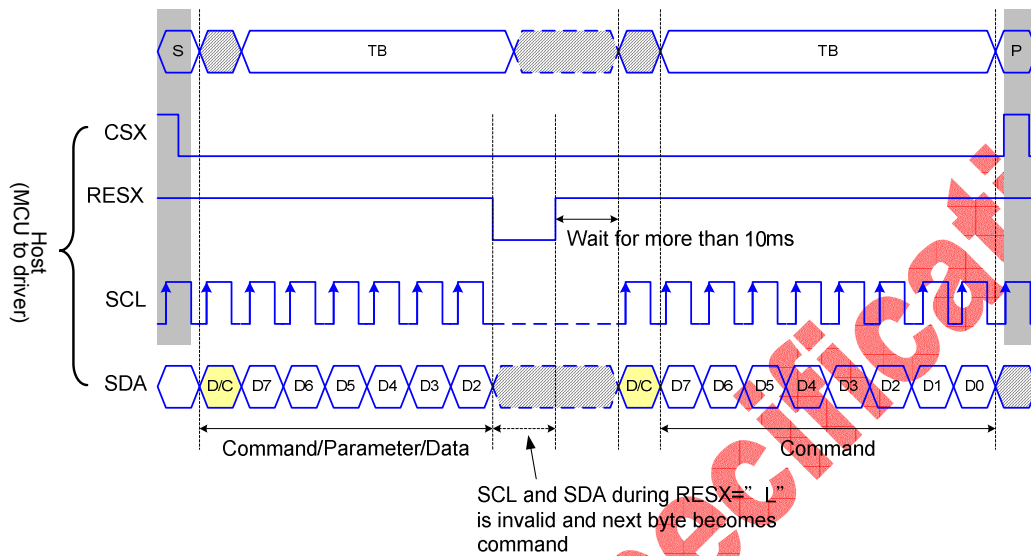 S TB TB P
CSX
RESX
Wait for more than 10ms
Host
(MCU to driver)
SCL
SDA D/C D7 D6 D5 D4 D3 D2 D/C D7 D6 D5 D4 D3 D2 D1 D0
Command/Parameter/Data Command
SCL and SDA during RESX=”L”
is invalid and next byte becomes
command